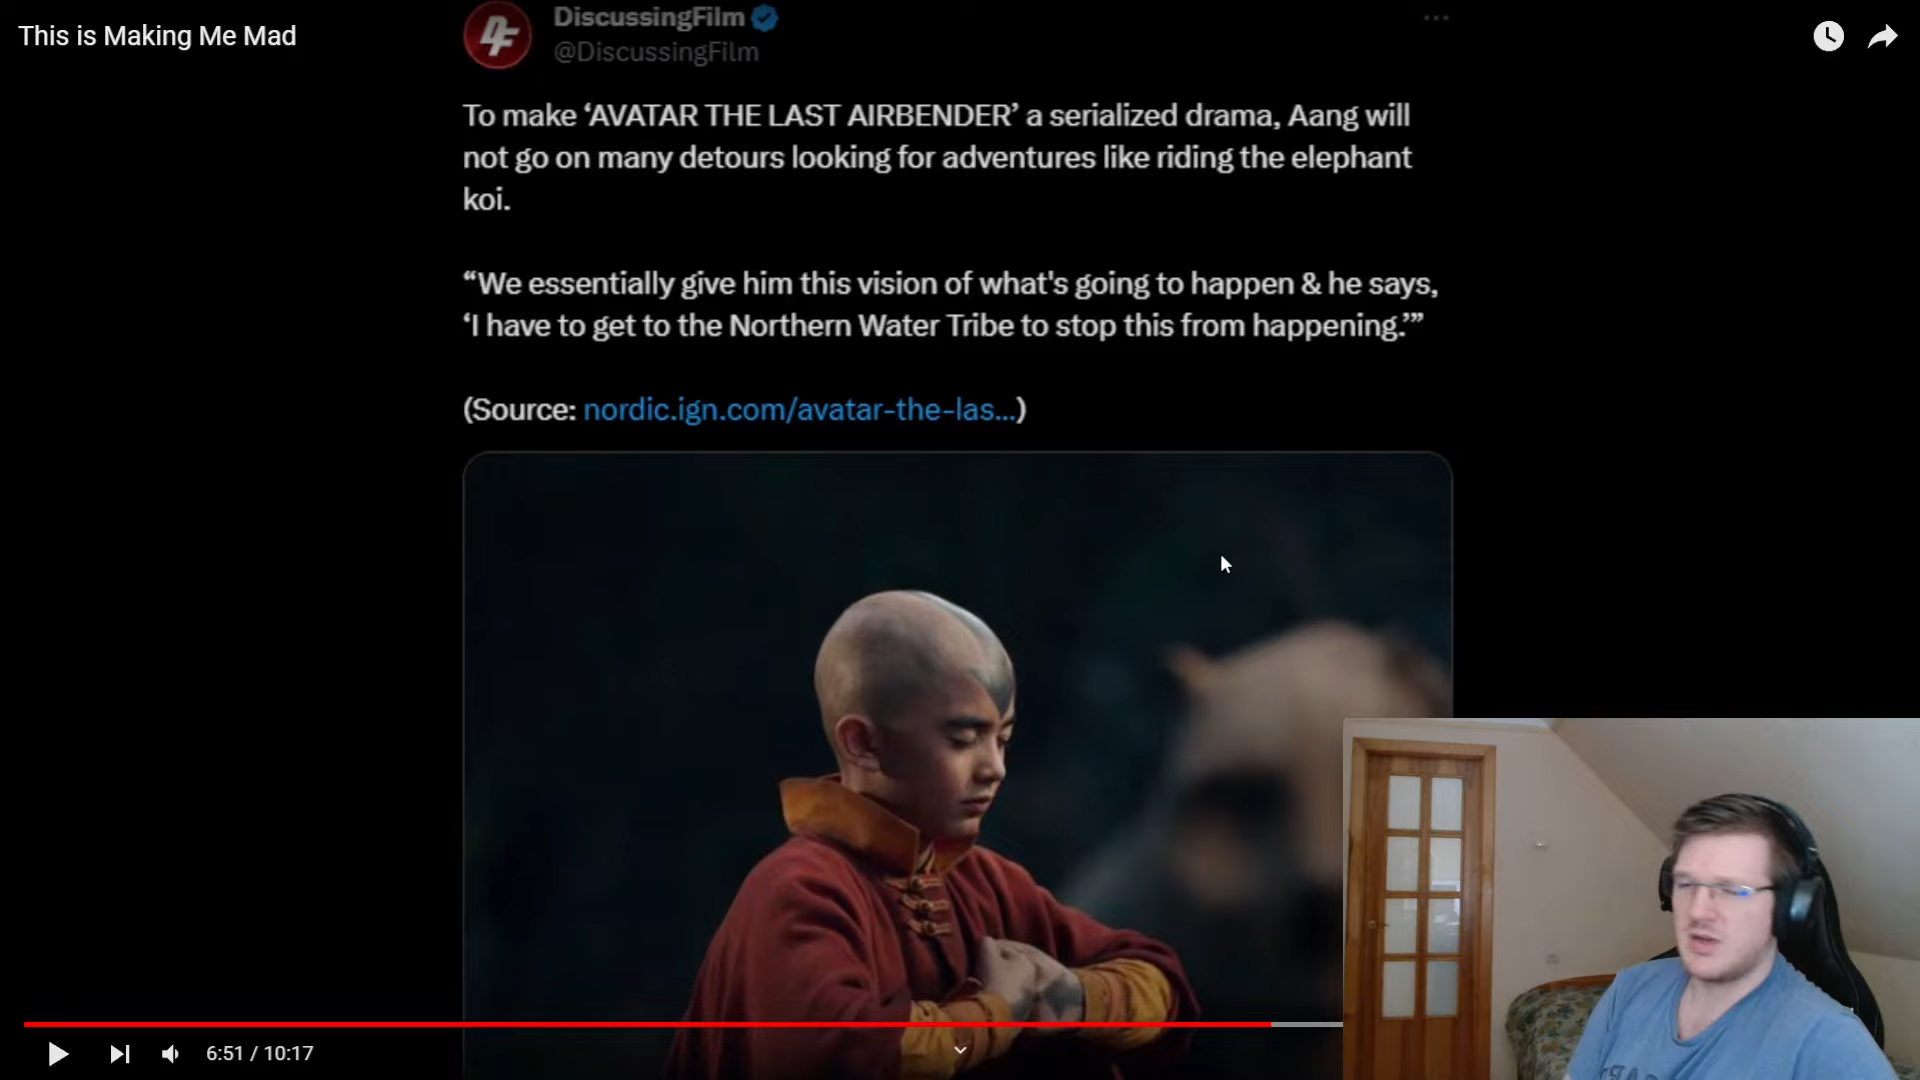 This is Making Me Mad
DiscussingFilm
@DiscussingFilm
To make ‘AVATAR THE LAST AIRBENDER’ a serialized drama, Aang will
not go on many detours looking for adventures like riding the elephant
koi.
“We essentially give him this vision of what's going to happen & he says,
‘I have to get to the Northern Water Tribe to stop this from happening.’”
(Source: nordic.ign.com/avatar-the-las...)
6:51 / 10:17